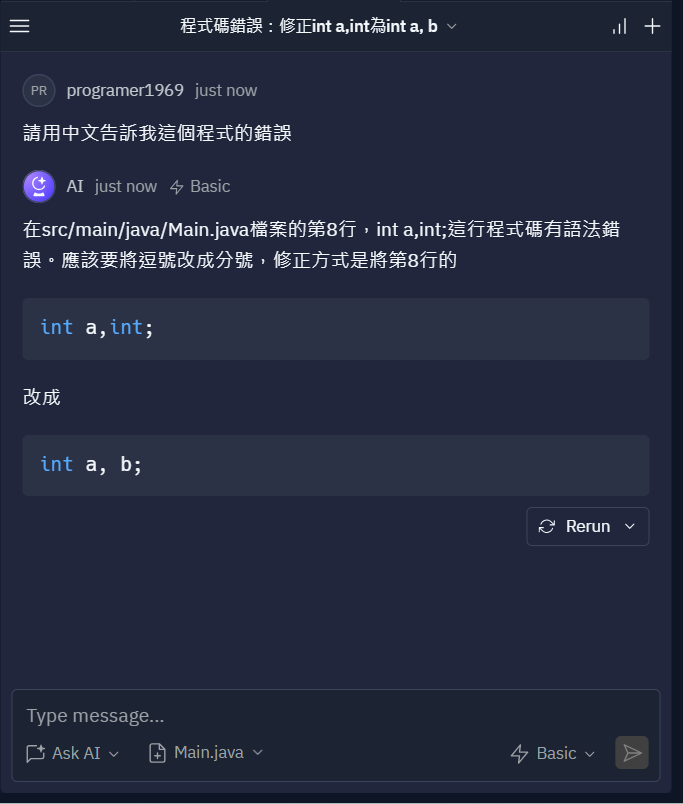 程式碼錯誤：修正int a,int為int a, b
PR programer1969 just now
請用中文告訴我這個程式的錯誤
AI just now Basic
在src/main/java/Main.java檔案的第8行，int a,int;這行程式碼有語法錯
誤。應該要將逗號改成分號，修正方式是將第8行的
int a,int;
改成
int a, b;
Rerun
Type message...
Ask AI Main.java Basic